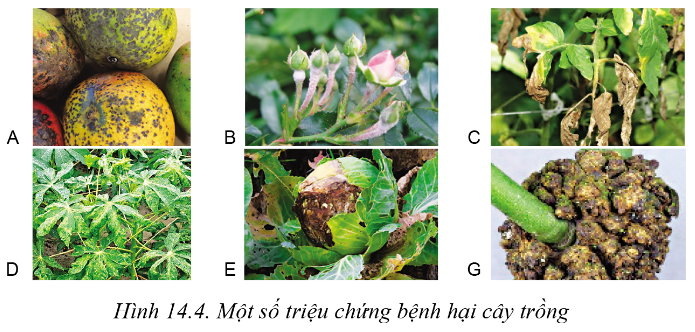 A
B
C
D
E
G
Hình 14.4. Một số triệu chứng bệnh hại cây trồng